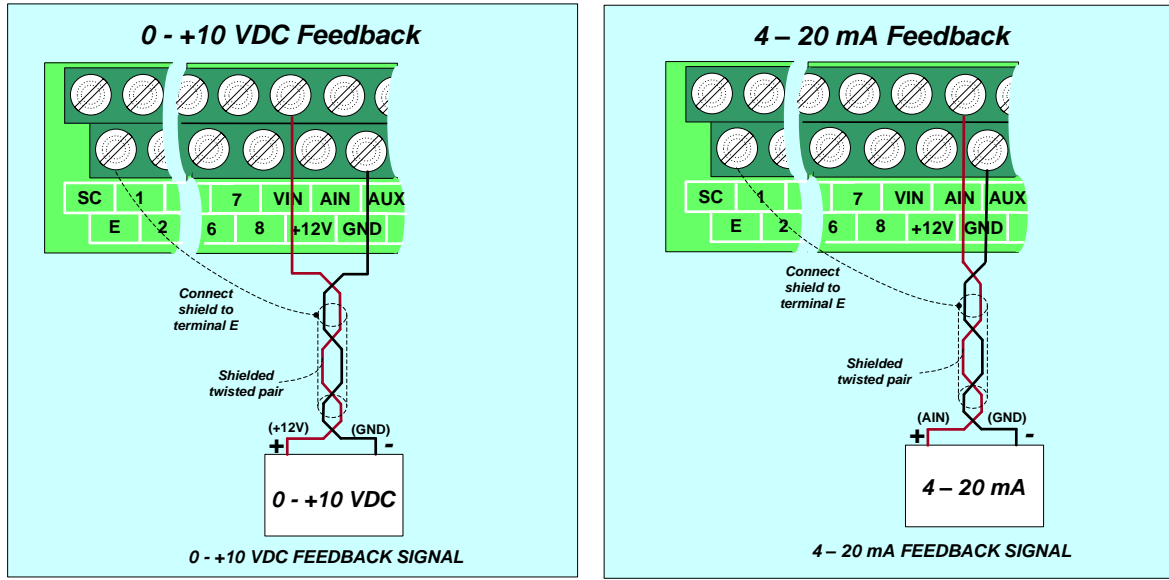 0 - +10 VDC Feedback
SC 1 7 VIN AIN AUX
E 2 6 8 +12V GND
Connect
shield to
terminal E
Shielded
twisted pair
(+12V) (GND)
+ -
0 - +10 VDC
0 - +10 VDC FEEDBACK SIGNAL
4 – 20 mA Feedback
SC 1 7 VIN AIN AUX
E 2 6 8 +12V GND
Connect
shield to
terminal E
Shielded
twisted pair
(AIN) (GND)
+ -
4 – 20 mA
4 – 20 mA FEEDBACK SIGNAL